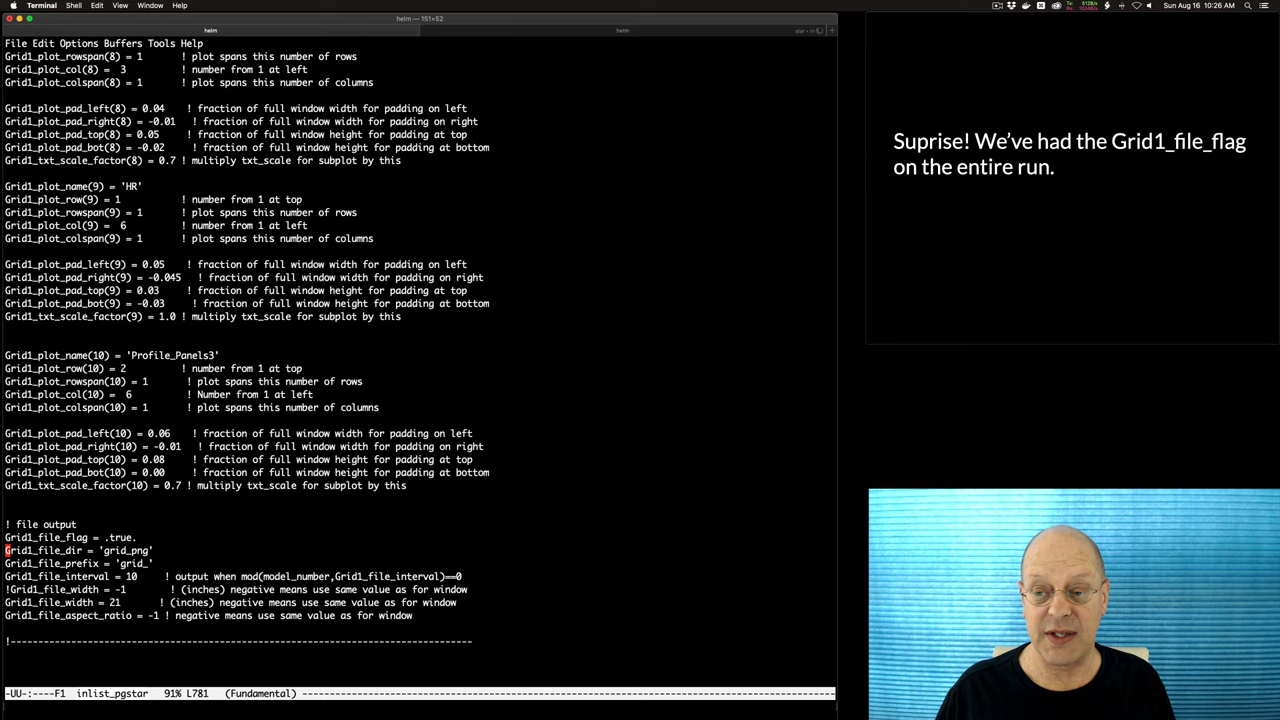 Terminal Shell Edit View Window Help
Sun Aug 16 10:26 AM
helm — 151×52
helm
helm
File Edit Options Buffers Tools Help
Grid1_plot_rowspan(8) = 1 ! plot spans this number of rows
Grid1_plot_col(8) = 3 ! number from 1 at left
Grid1_plot_colspan(8) = 1 ! plot spans this number of columns
Grid1_plot_pad_left(8) = 0.04 ! fraction of full window width for padding on left
Grid1_plot_pad_right(8) = -0.01 ! fraction of full window width for padding on right
Grid1_plot_pad_top(8) = 0.05 ! fraction of full window height for padding at top
Grid1_plot_pad_bot(8) = -0.02 ! fraction of full window height for padding at bottom
Grid1_txt_scale_factor(8) = 0.7 ! multiply txt_scale for subplot by this
Grid1_plot_name(9) = 'HR'
Grid1_plot_row(9) = 1 ! number from 1 at top
Grid1_plot_rowspan(9) = 1 ! plot spans this number of rows
Grid1_plot_col(9) = 6 ! number from 1 at left
Grid1_plot_colspan(9) = 1 ! plot spans this number of columns
Grid1_plot_pad_left(9) = 0.05 ! fraction of full window width for padding on left
Grid1_plot_pad_right(9) = -0.045 ! fraction of full window width for padding on right
Grid1_plot_pad_top(9) = 0.03 ! fraction of full window height for padding at top
Grid1_plot_pad_bot(9) = -0.03 ! fraction of full window height for padding at bottom
Grid1_txt_scale_factor(9) = 1.0 ! multiply txt_scale for subplot by this
Grid1_plot_name(10) = 'Profile_Panels3'
Grid1_plot_row(10) = 2 ! number from 1 at top
Grid1_plot_rowspan(10) = 1 ! plot spans this number of rows
Grid1_plot_col(10) = 6 ! Number from 1 at left
Grid1_plot_colspan(10) = 1 ! plot spans this number of columns
Grid1_plot_pad_left(10) = 0.06 ! fraction of full window width for padding on left
Grid1_plot_pad_right(10) = -0.01 ! fraction of full window width for padding on right
Grid1_plot_pad_top(10) = 0.08 ! fraction of full window height for padding at top
Grid1_plot_pad_bot(10) = 0.00 ! fraction of full window height for padding at bottom
Grid1_txt_scale_factor(10) = 0.7 ! multiply txt_scale for subplot by this
! file output
Grid1_file_flag = .true.
Grid1_file_dir = 'grid_png'
Grid1_file_prefix = 'grid_'
Grid1_file_interval = 10 ! output when mod(model_number,Grid1_file_interval)==0
!Grid1_file_width = -1 ! (inches) negative means use same value as for window
Grid1_file_width = 21 ! (inches) negative means use same value as for window
Grid1_file_aspect_ratio = -1 ! negative means use same value as for window
!---------------------------------------------------------------------------------------
-UU-:----F1 inlist_pgstar 91% L781 (Fundamental) ----------------------------------------------------------------------------------------------------
Suprise! We've had the Grid1_file_flag
on the entire run.